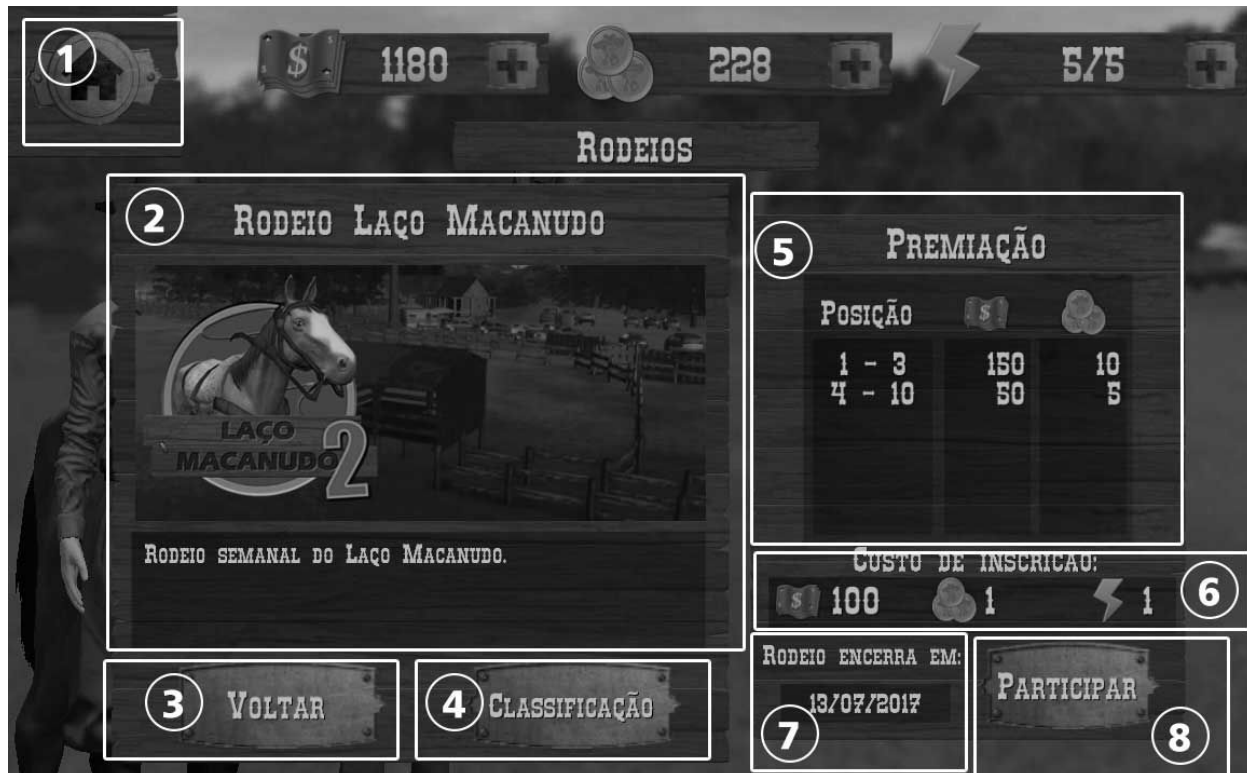 1
1180
228
5/5
RODEIOS
2
RODEIO LAÇO MACANUDO
LAÇO
MACANUDO
2
RODEIO SEMANAL DO LAÇO MACANUDO.
3
VOLTAR
4
CLASSIFICAÇÃO
5
PREMIAÇÃO
POSIÇÃO $
1 - 3 150 10
4 - 10 50 5
CUSTO DE INSCRICAO:
$ 100 1 1
6
RODEIO ENCERRA EM:
13/07/2017
7
PARTICIPAR
8